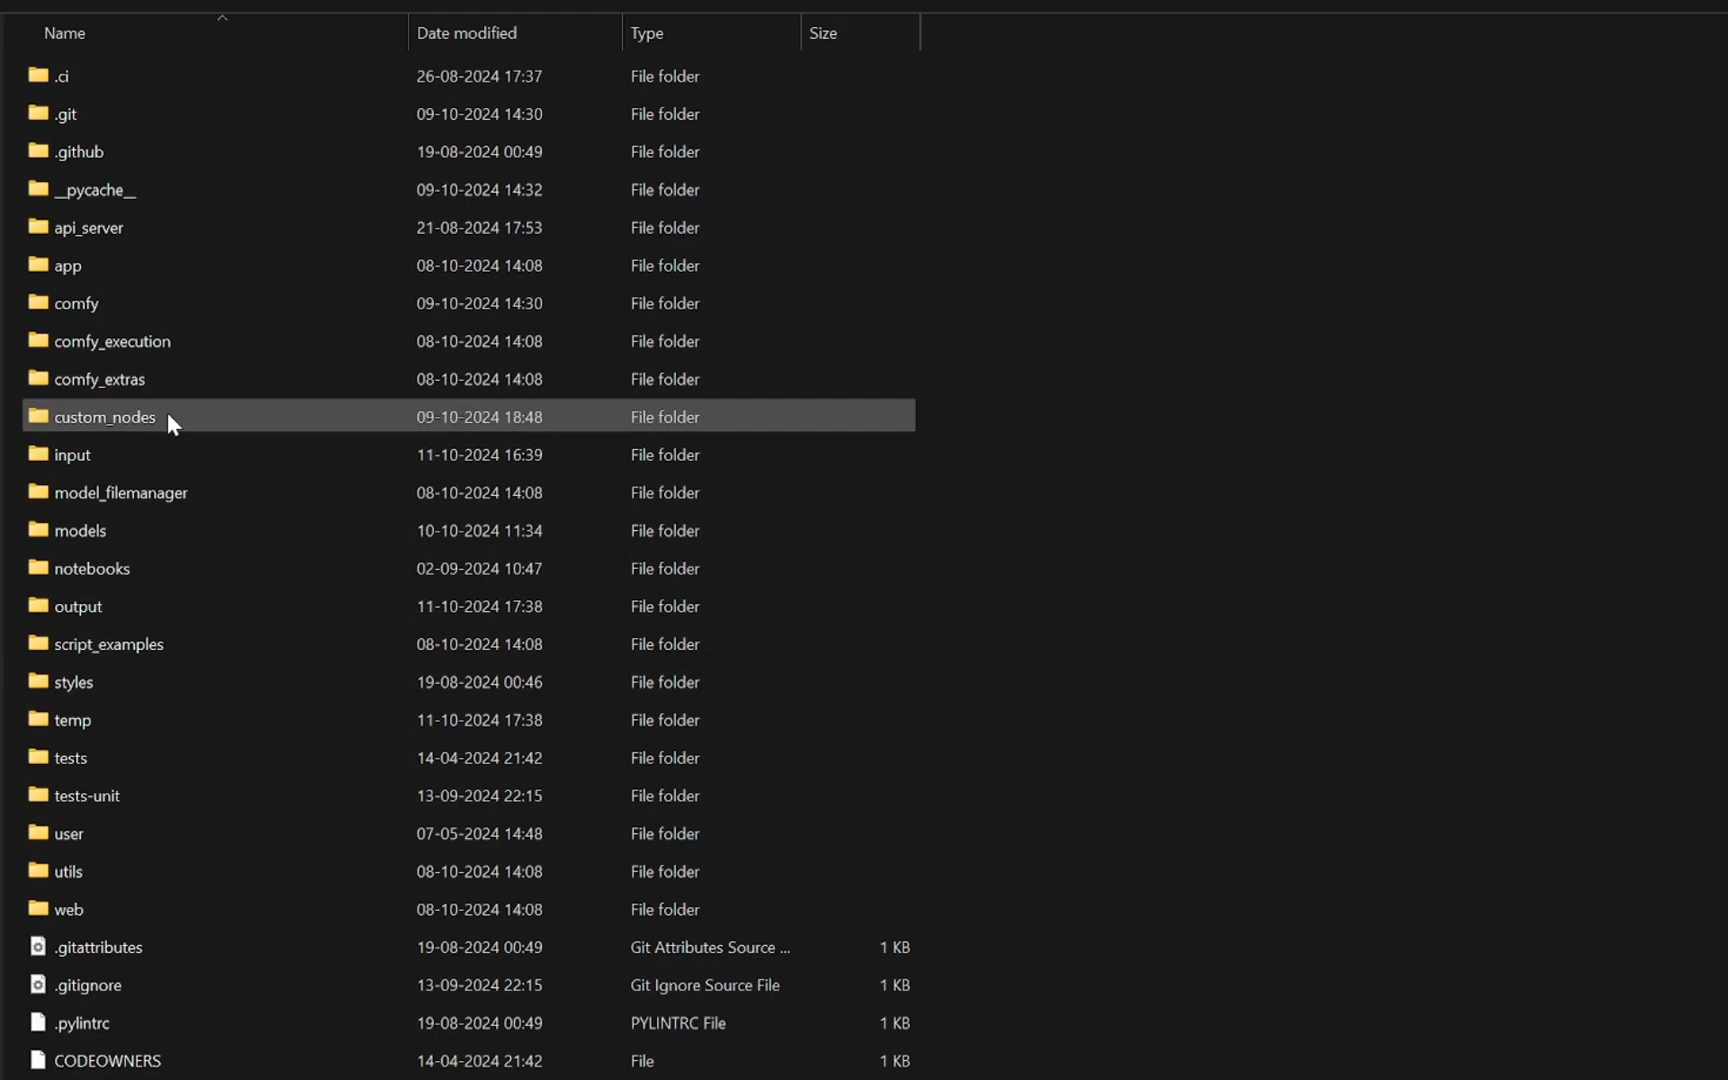 Name Date modified Type Size
.ci 26-08-2024 17:37 File folder
.git 09-10-2024 14:30 File folder
.github 19-08-2024 00:49 File folder
__pycache__ 09-10-2024 14:32 File folder
api_server 21-08-2024 17:53 File folder
app 08-10-2024 14:08 File folder
comfy 09-10-2024 14:30 File folder
comfy_execution 08-10-2024 14:08 File folder
comfy_extras 08-10-2024 14:08 File folder
custom_nodes 09-10-2024 18:48 File folder
input 11-10-2024 16:39 File folder
model_filemanager 08-10-2024 14:08 File folder
models 10-10-2024 11:34 File folder
notebooks 02-09-2024 10:47 File folder
output 11-10-2024 17:38 File folder
script_examples 08-10-2024 14:08 File folder
styles 19-08-2024 00:46 File folder
temp 11-10-2024 17:38 File folder
tests 14-04-2024 21:42 File folder
tests-unit 13-09-2024 22:15 File folder
user 07-05-2024 14:48 File folder
utils 08-10-2024 14:08 File folder
web 08-10-2024 14:08 File folder
.gitattributes 19-08-2024 00:49 Git Attributes Source ... 1 KB
.gitignore 13-09-2024 22:15 Git Ignore Source File 1 KB
.pylintrc 19-08-2024 00:49 PYLINTRC File 1 KB
CODEOWNERS 14-04-2024 21:42 File 1 KB